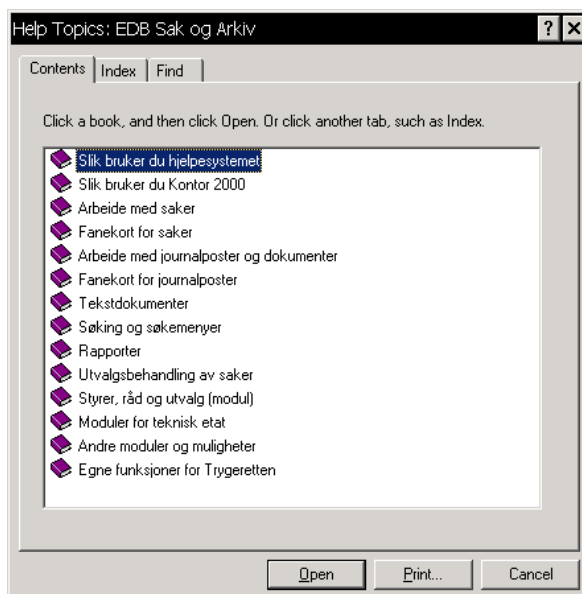 Help Topics: EDB Sak og Arkiv
Contents Index Find
Click a book, and then click Open. Or click another tab, such as Index.
Slik bruker du hjelpesystemet
Slik bruker du Kontor 2000
Arbeide med saker
Fanekort for saker
Arbeide med journalposter og dokumenter
Fanekort for journalposter
Tekstdokumenter
Søking og søkemenyer
Rapporter
Utvalgsbehandling av saker
Styrer, råd og utvalg (modul)
Moduler for teknisk etat
Andre moduler og muligheter
Egne funksjoner for Trygeretten
Open Print... Cancel